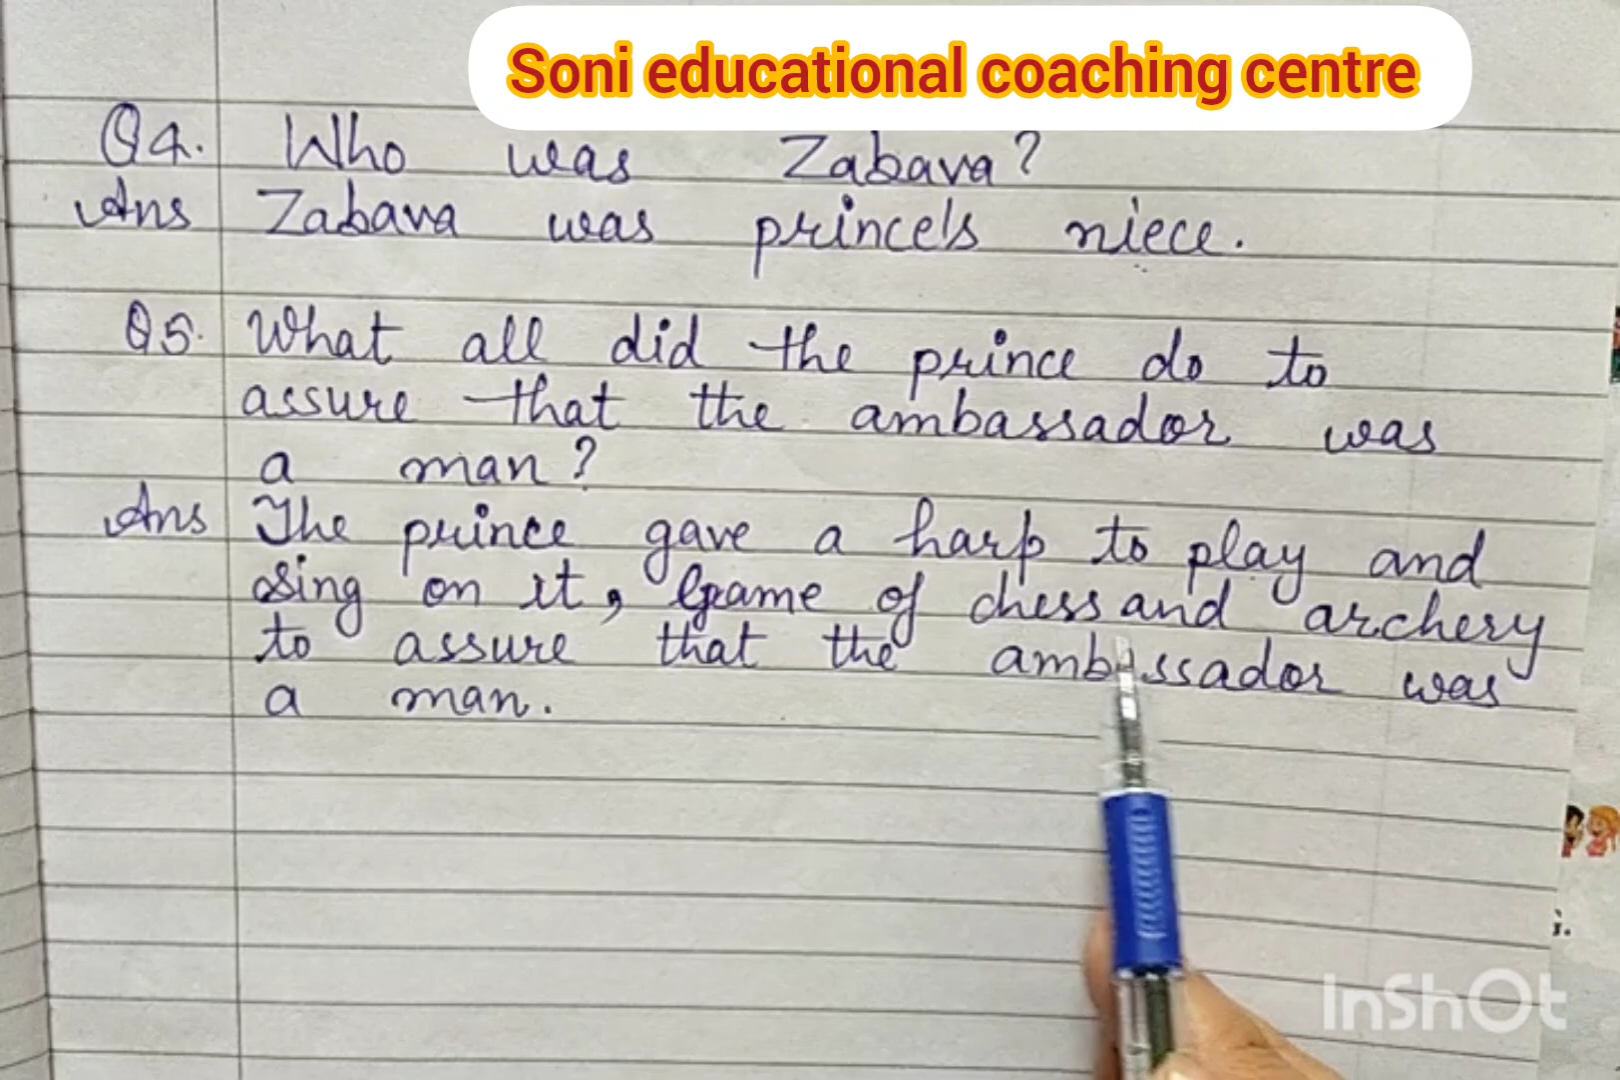 Soni educational coaching centre
Q4. Who was Zabava?
Ans Zabava was prince's niece.
Q5. What all did the prince do to
assure that the ambassador was
a man?
Ans The prince gave a harp to play and
sing on it, Game of chess and archery
to assure that the ambassador was
a man.
InShOt